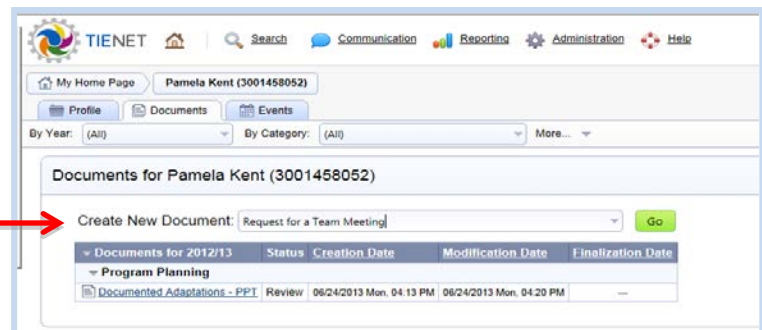 TIENET Search Communication Reporting Administration Help
My Home Page Pamela Kent (3001458052)
Profile Documents Events
By Year: (All) By Category: (All) More...
Documents for Pamela Kent (3001458052)
Create New Document: Request for a Team Meeting Go
Documents for 2012/13 Status Creation Date Modification Date Finalization Date
Program Planning
Documented Adaptations - PPT Review 06/24/2013 Mon, 04:13 PM 06/24/2013 Mon, 04:20 PM —